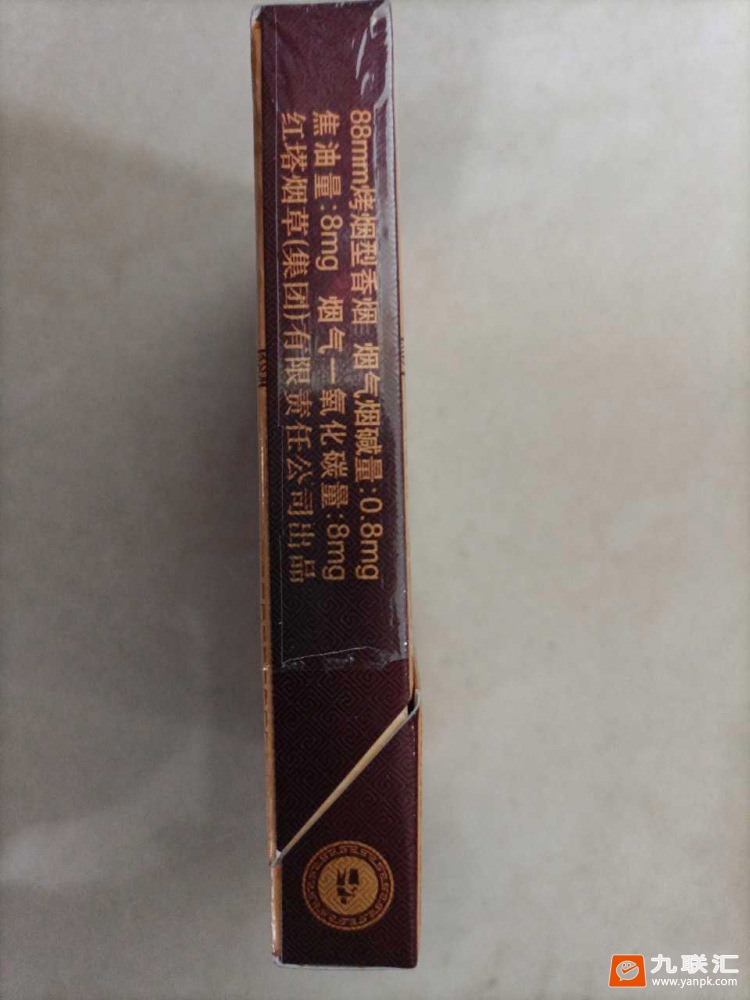 88mm烤烟型香烟 烟气烟碱量:0.8mg
焦油量:8mg 烟气一氧化碳量:8mg
红塔烟草(集团)有限责任公司出品
九联汇
www.yanpk.com